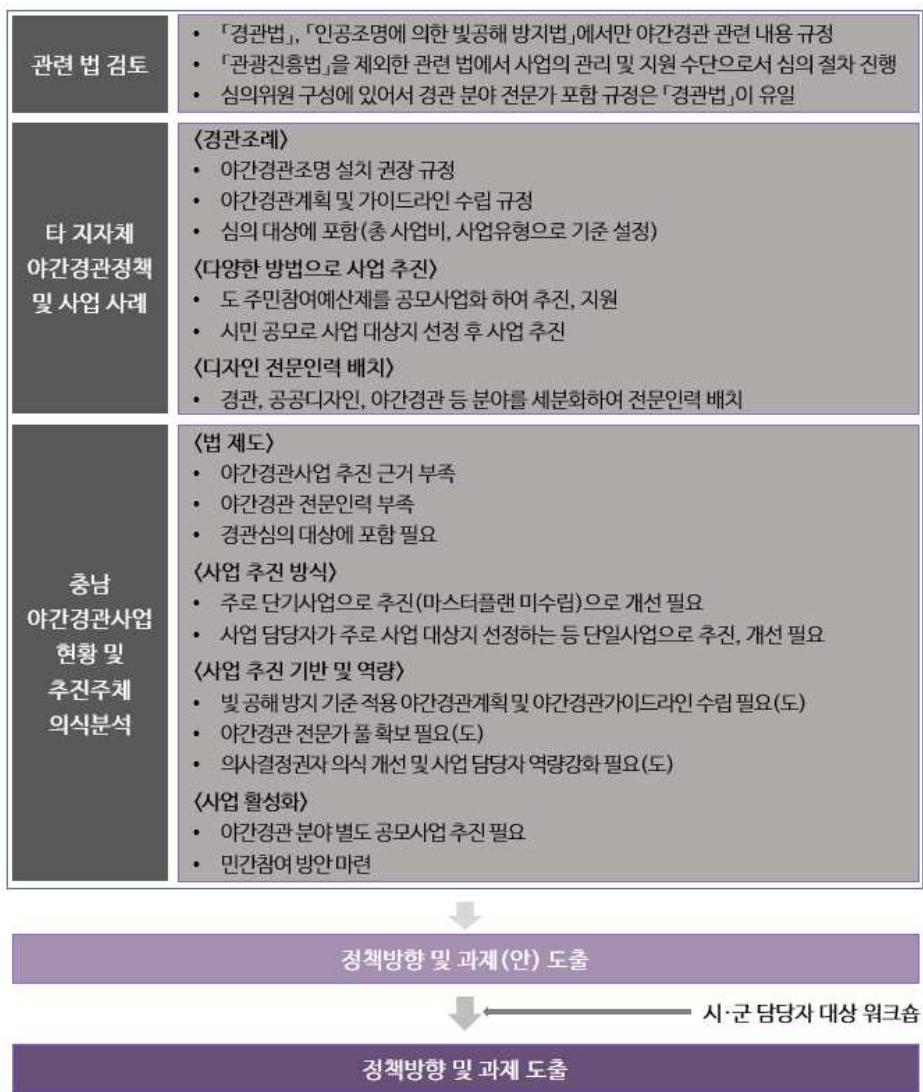 관련 법 검토
• 「경관법」, 「인공조명에 의한 빛공해 방지법」에서만 야간경관 관련 내용 규정
• 「관광진흥법」을 제외한 관련 법에서 사업의 관리 및 지원 수단으로서 심의 절차 진행
• 심의위원 구성에 있어서 경관 분야 전문가 포함 규정은 「경관법」이 유일
타 지자체
야간경관정책
및 사업 사례
〈경관조례〉
• 야간경관조명 설치 권장 규정
• 야간경관계획 및 가이드라인 수립 규정
• 심의 대상에 포함(총 사업비, 사업유형으로 기준 설정)
〈다양한 방법으로 사업 추진〉
• 도 주민참여예산제를 공모사업화 하여 추진, 지원
• 시민 공모로 사업 대상지 선정 후 사업 추진
〈디자인 전문인력 배치〉
• 경관, 공공디자인, 야간경관 등 분야를 세분화하여 전문인력 배치
충남
야간경관사업
현황 및
추진주체
의식분석
〈법 제도〉
• 야간경관사업 추진 근거 부족
• 야간경관 전문인력 부족
• 경관심의 대상에 포함 필요
〈사업 추진 방식〉
• 주로 단기사업으로 추진(마스터플랜 미수립)으로 개선 필요
• 사업 담당자가 주로 사업 대상지 선정하는 등 단일사업으로 추진, 개선 필요
〈사업 추진 기반 및 역량〉
• 빛 공해 방지 기준 적용 야간경관계획 및 야간경관가이드라인 수립 필요(도)
• 야간경관 전문가 풀 확보 필요(도)
• 의사결정권자 의식 개선 및 사업 담당자 역량강화 필요(도)
〈사업 활성화〉
• 야간경관 분야 별도 공모사업 추진 필요
• 민간참여 방안 마련
정책방향 및 과제(안) 도출
시·군 담당자 대상 워크숍
정책방향 및 과제 도출